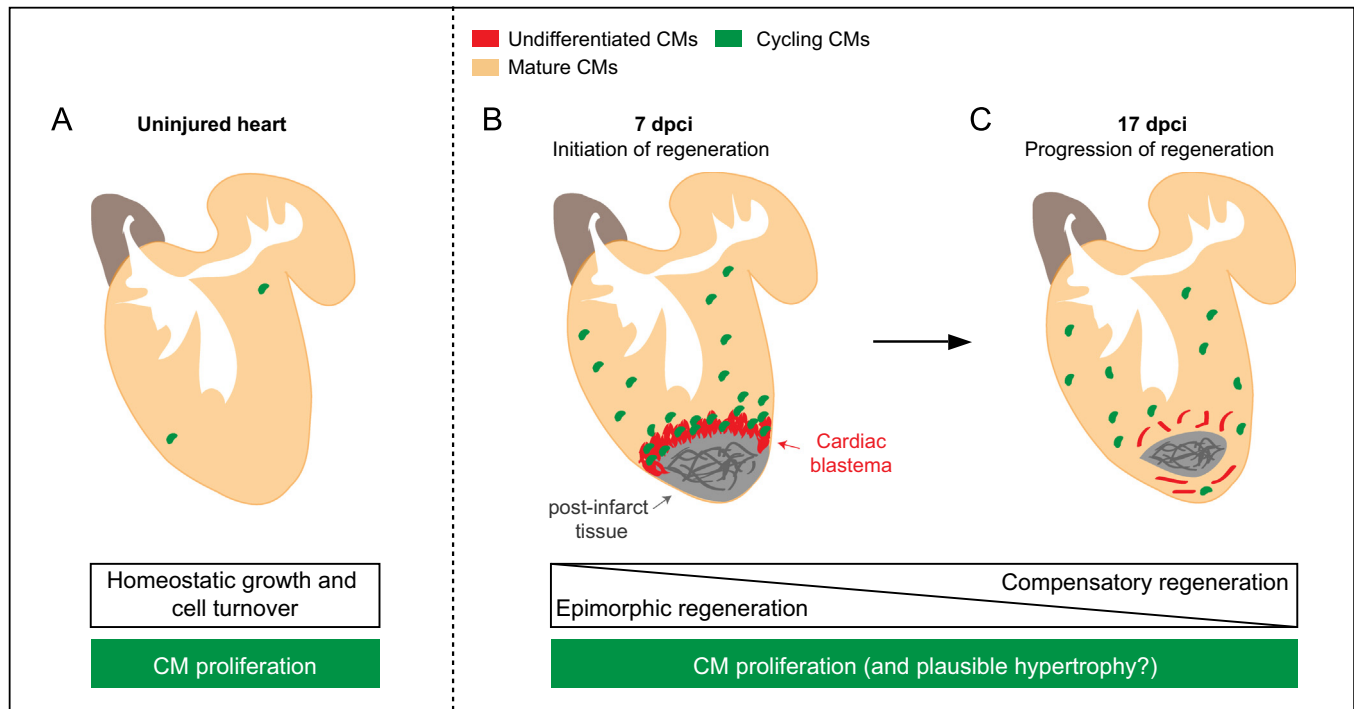 Undifferentiated CMs
Cycling CMs
Mature CMs
A
Uninjured heart
B
7 dpci
Initiation of regeneration
C
17 dpci
Progression of regeneration
Cardiac
blastema
post-infarct
tissue
Homeostatic growth and
cell turnover
CM proliferation
Compensatory regeneration
Epimorphic regeneration
CM proliferation (and plausible hypertrophy?)